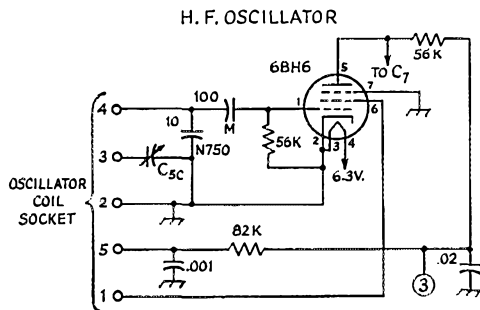 H.F. OSCILLATOR
6BH6
5
56K
TO C7
7
6
4
100
M
1
10
N750
56K
2
3
4
6.3V.
3
C5C
OSCILLATOR
COIL
SOCKET
2
5
82K
.001
3
.02
1